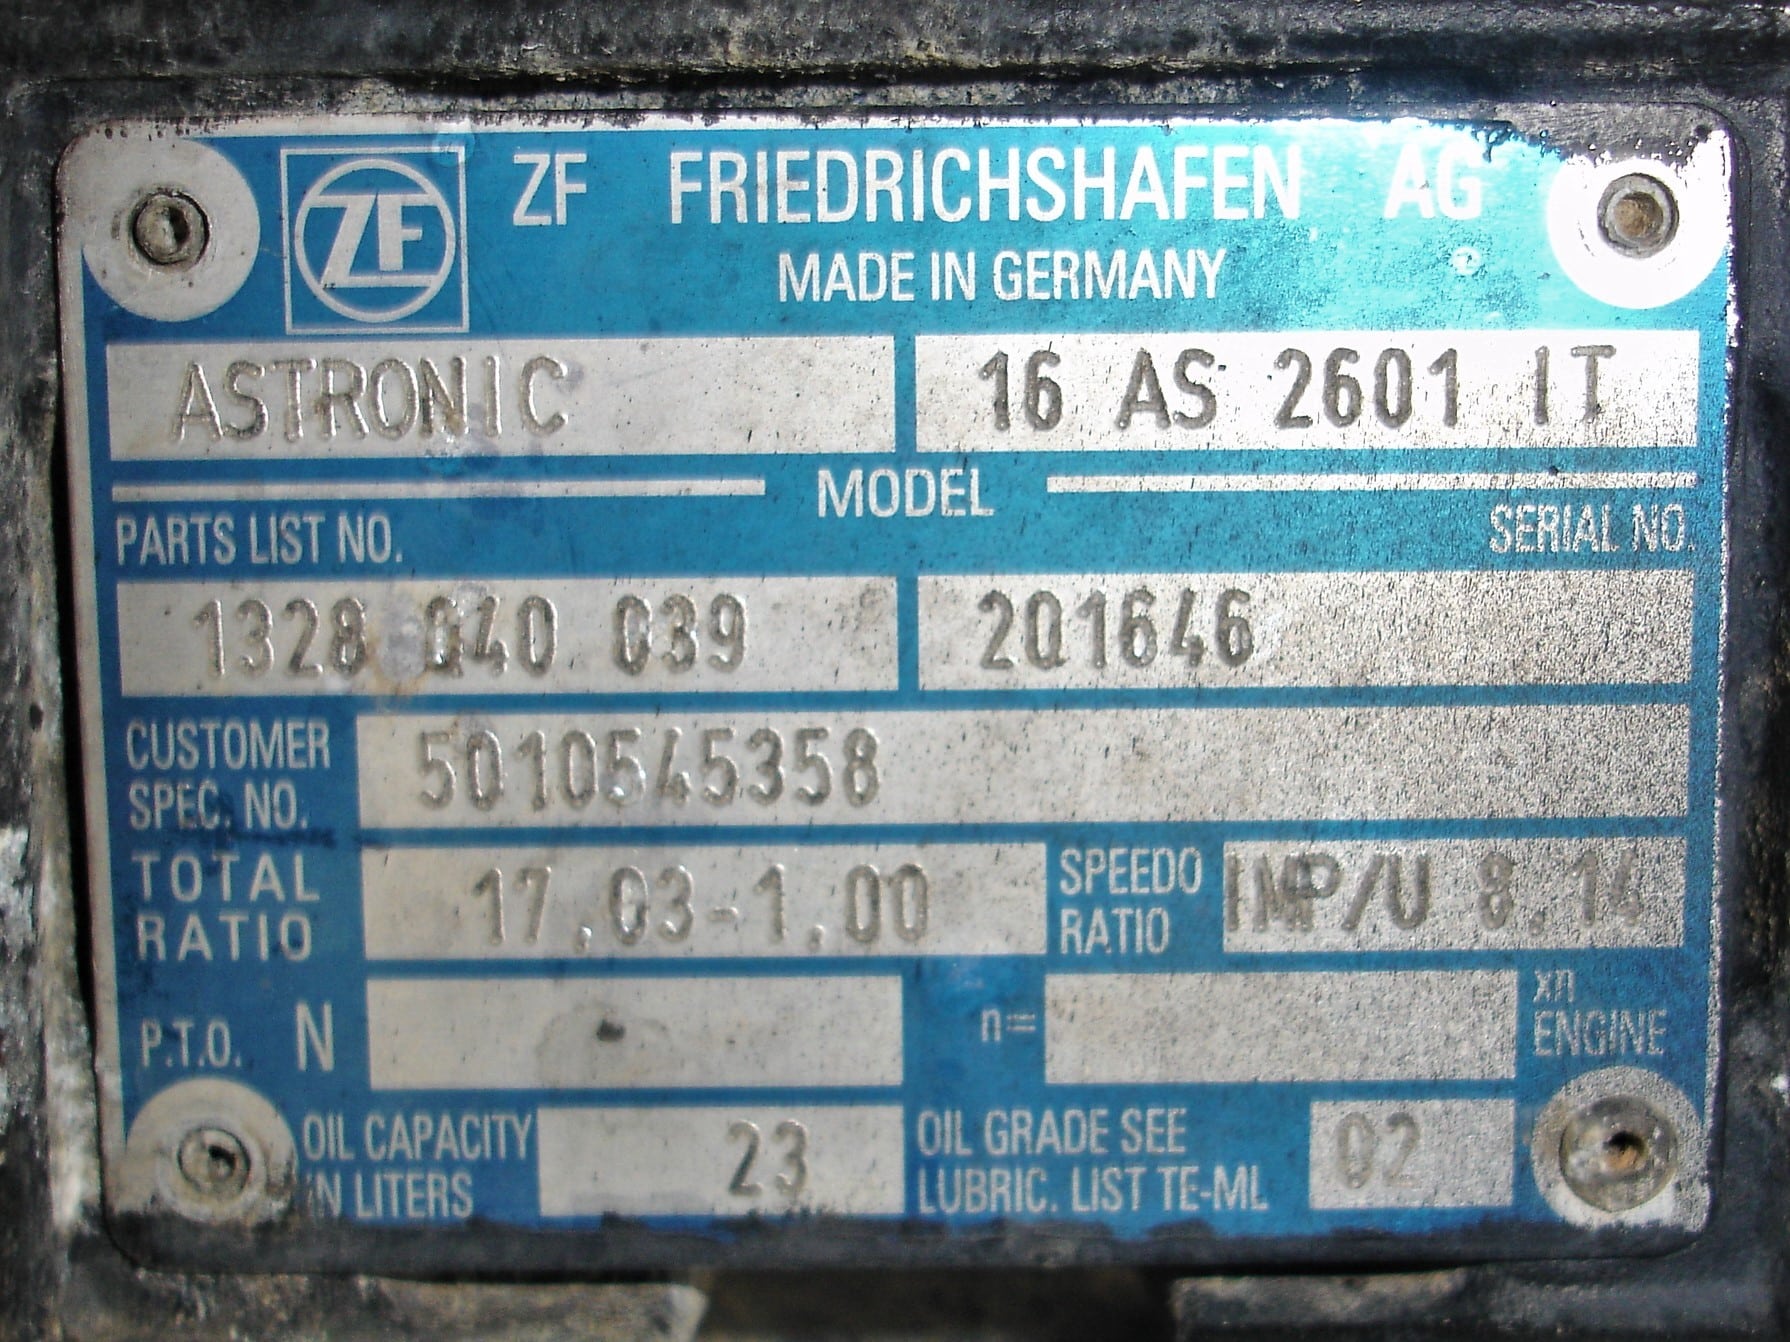 ZF ZF FRIEDRICHSHAFEN AG
MADE IN GERMANY
ASTRONIC 16 AS 2601 IT
MODEL
PARTS LIST NO. SERIAL NO.
1328 040 039 201646
CUSTOMER SPEC. NO. 5010545358
TOTAL RATIO 17,03-1.00 SPEEDO RATIO IMP/U 8.14
P.T.O. N n= xn ENGINE
OIL CAPACITY IN LITERS 23 OIL GRADE SEE LUBRIC. LIST TE-ML 02